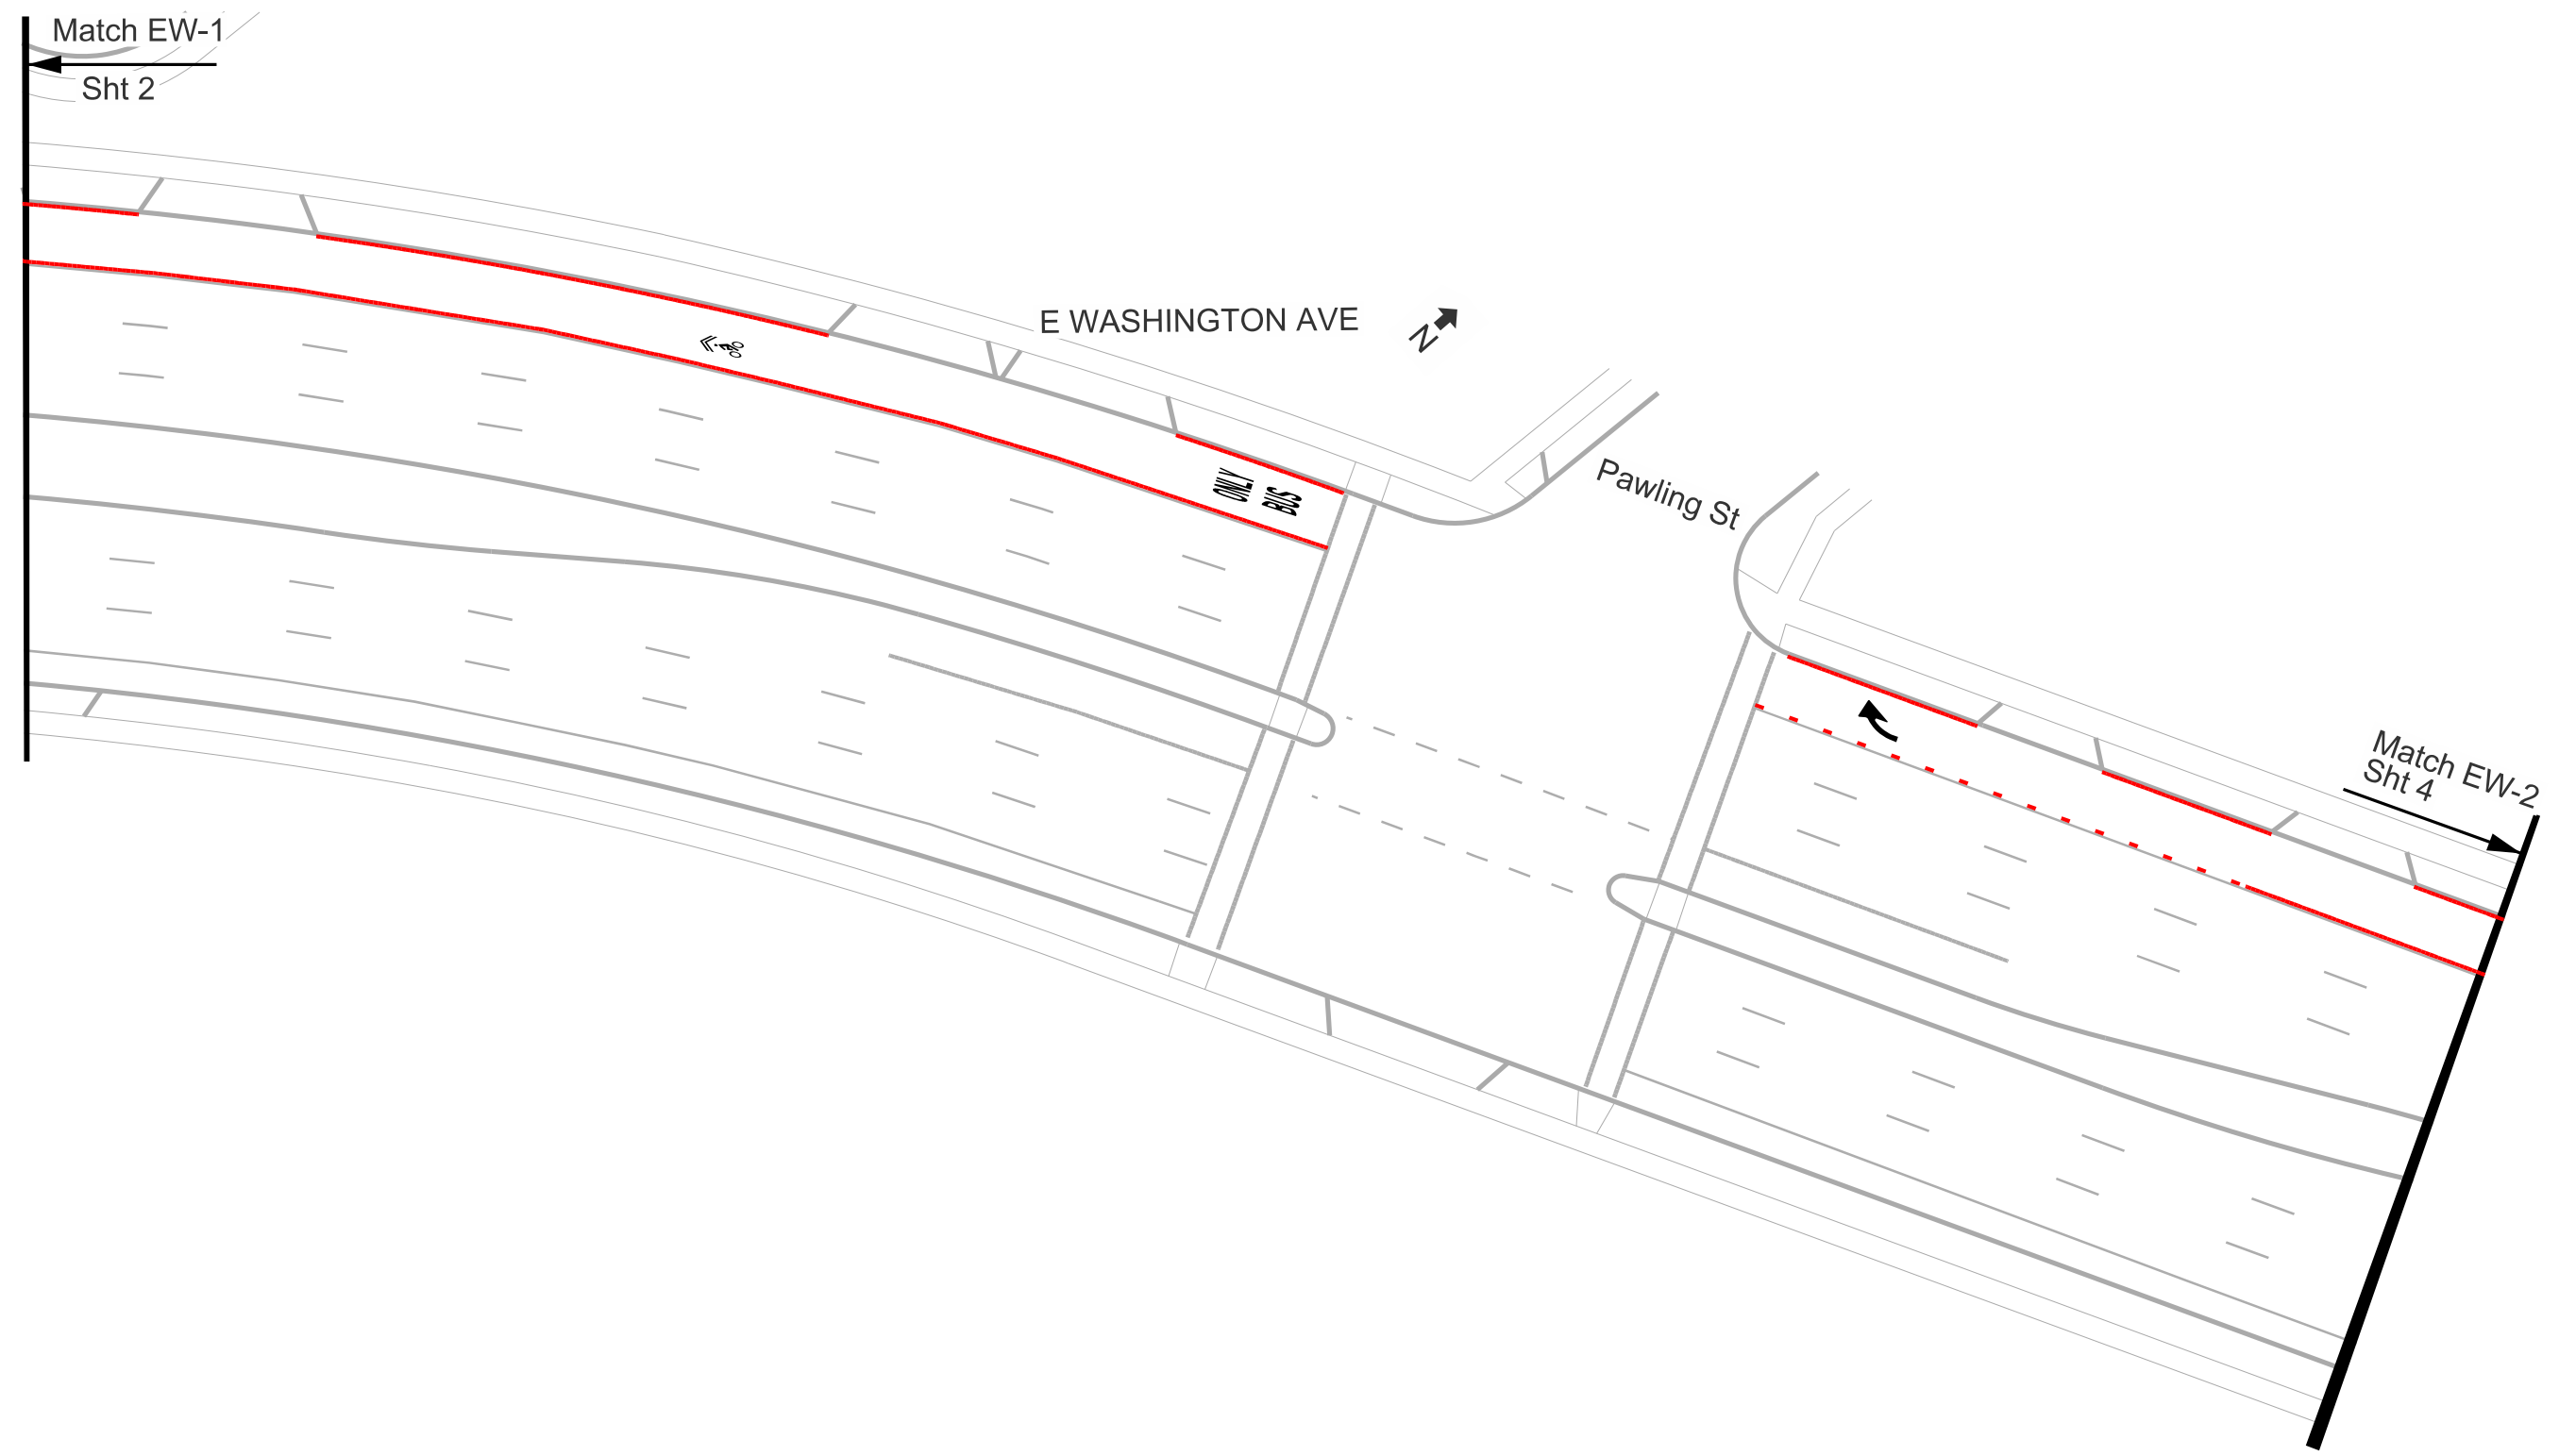 Match EW-1
Sht 2
E WASHINGTON AVE
N
Pawling St
ONLY
BUS
Match EW-2
Sht 4